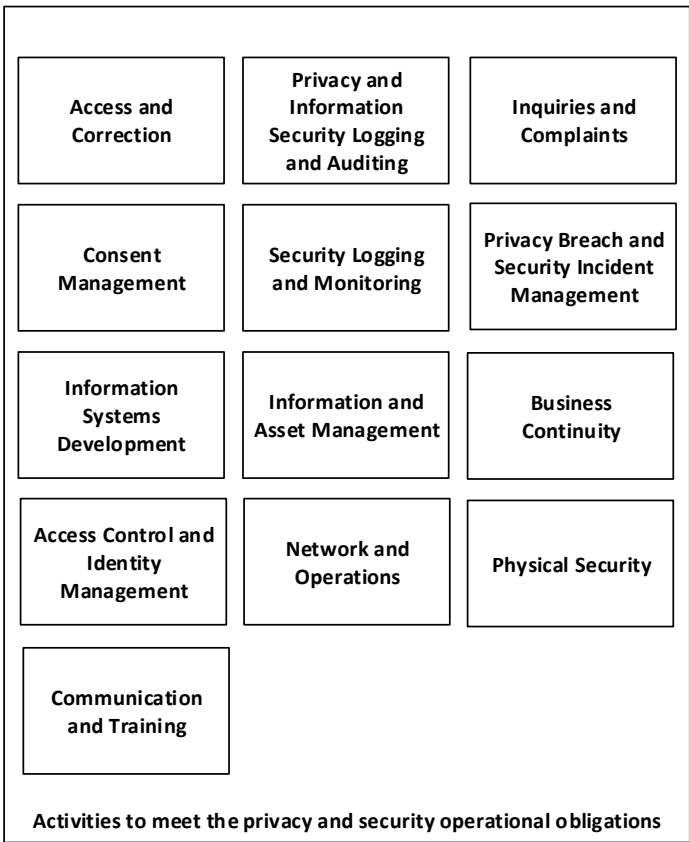 Access and
Correction
Privacy and
Information
Security Logging
and Auditing
Inquiries and
Complaints
Consent
Management
Security Logging
and Monitoring
Privacy Breach and
Security Incident
Management
Information
Systems
Development
Information and
Asset Management
Business
Continuity
Access Control and
Identity
Management
Network and
Operations
Physical Security
Communication
and Training
Activities to meet the privacy and security operational obligations